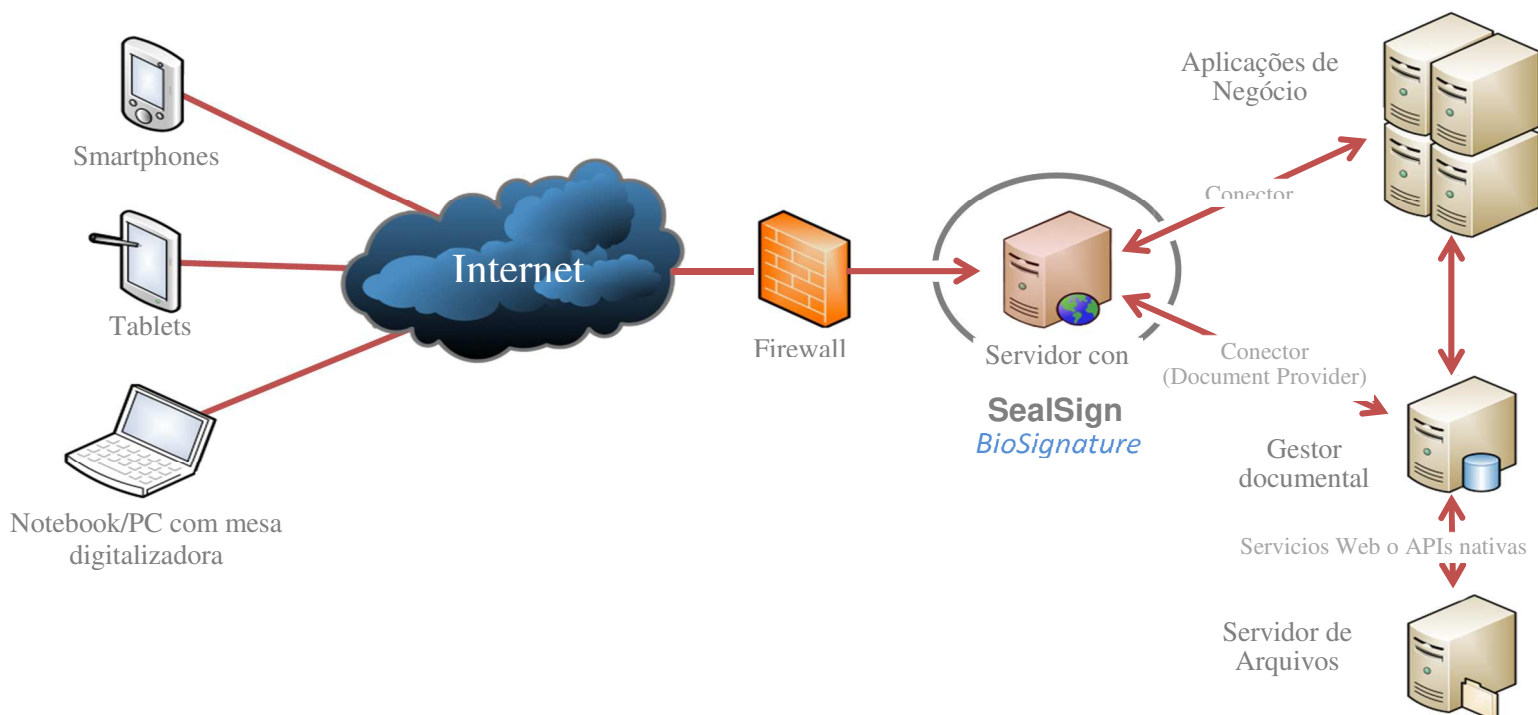 Smartphones
Tablets
Notebook/PC com mesa
digitalizadora
Internet
Firewall
Servidor con
SealSign
BioSignature
Aplicações de
Negócio
Conector
Conector
(Document Provider)
Gestor
documental
Servicios Web o APIs nativas
Servidor de
Arquivos